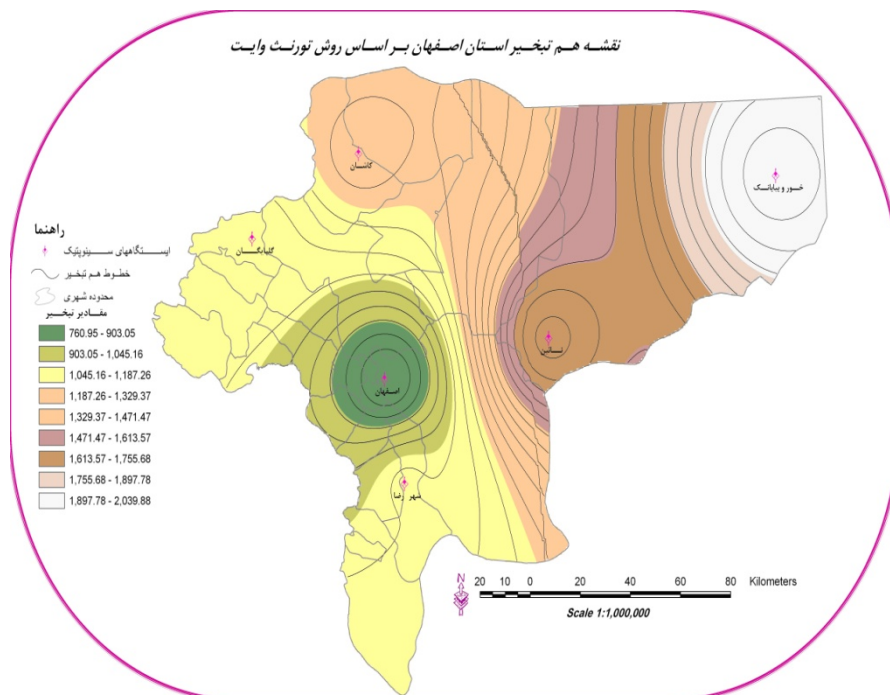 نقشه هم تبخیر استان اصفهان بر اساس روش تورنث وایت
کاشان
خور و بیابانک
گلپایگان
نائین
اصفهان
شهر رضا
راهنما
ایستگاههای سینوپتیک
خطوط هم تبخیر
محدوده شهری
مقادیر تبخیر
760.95 - 903.05
903.05 - 1,045.16
1,045.16 - 1,187.26
1,187.26 - 1,329.37
1,329.37 - 1,471.47
1,471.47 - 1,613.57
1,613.57 - 1,755.68
1,755.68 - 1,897.78
1,897.78 - 2,039.88
N
20 10 0 20 40 60 80 Kilometers
Scale 1:1,000,000